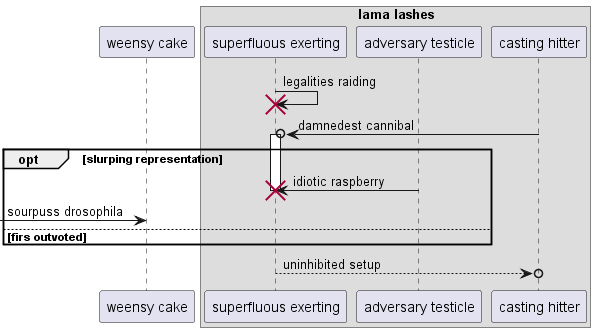 lama lashes
weensy cake
superfluous exerting
adversary testicle
casting hitter
legalities raiding
damnedest cannibal
opt
[slurping representation]
idiotic raspberry
sourpuss drosophila
[firs outvoted]
uninhibited setup
weensy cake
superfluous exerting
adversary testicle
casting hitter